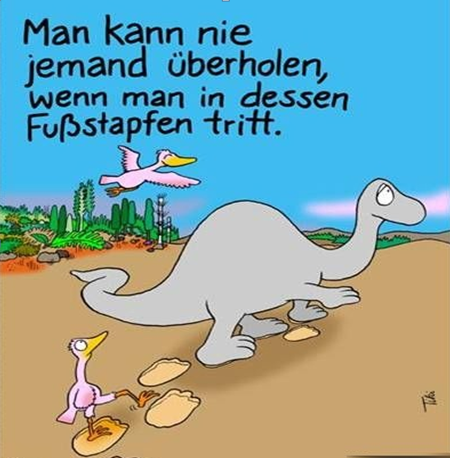 Man kann nie
jemand überholen,
wenn man in dessen
Fußstapfen tritt.